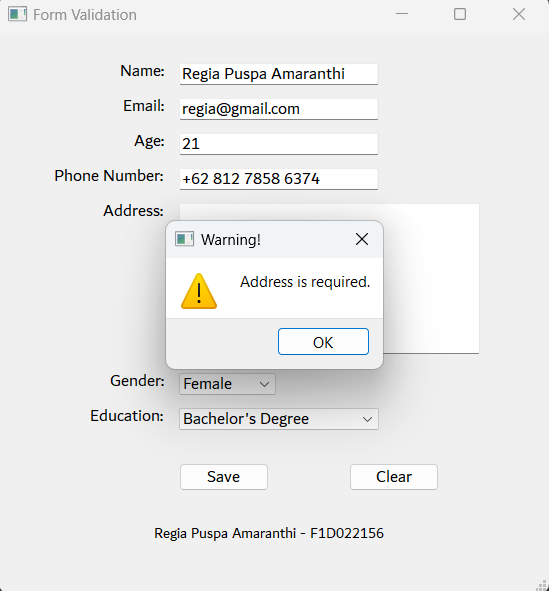 Form Validation
Name: Regia Puspa Amaranthi
Email: regia@gmail.com
Age: 21
Phone Number: +62 812 7858 6374
Address:
Warning!
Address is required.
OK
Gender: Female
Education: Bachelor's Degree
Save Clear
Regia Puspa Amaranthi - F1D022156